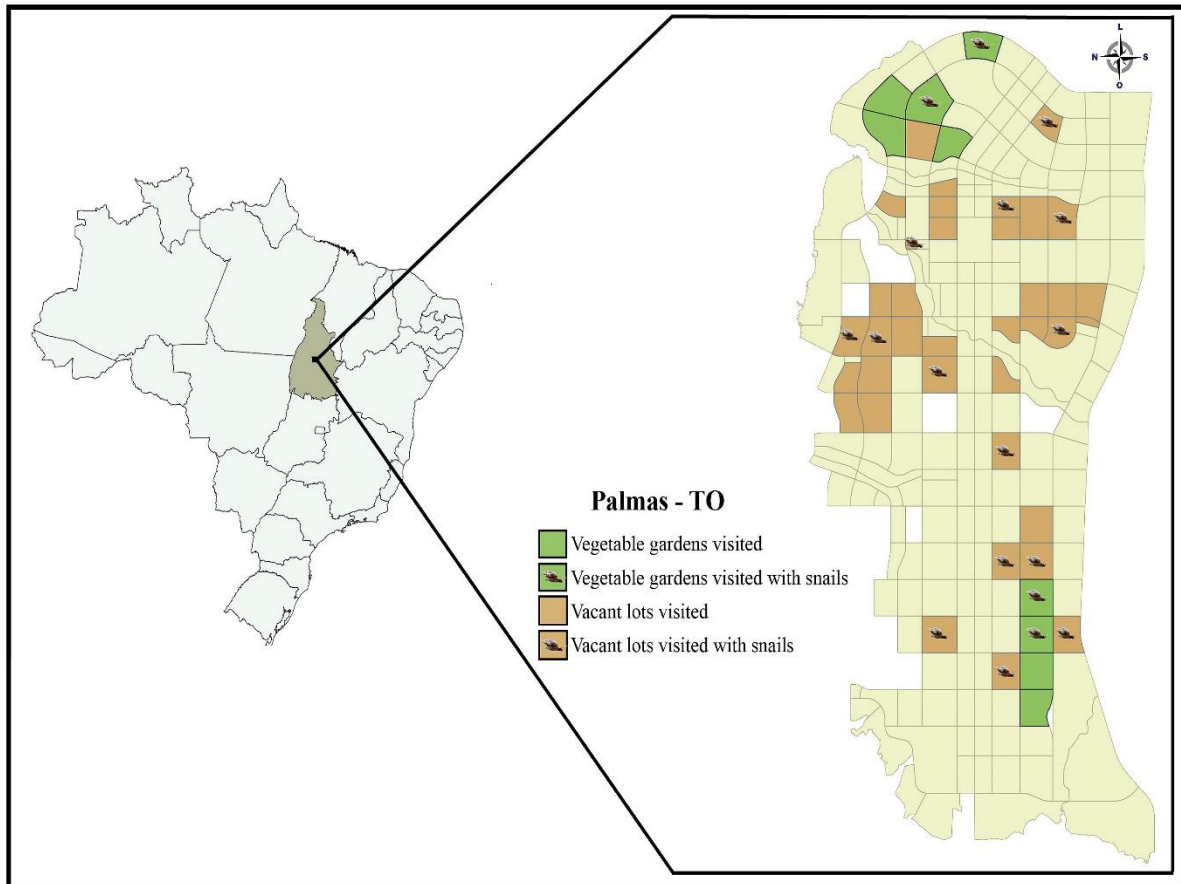 L
N S
O
Palmas - TO
Vegetable gardens visited
Vegetable gardens visited with snails
Vacant lots visited
Vacant lots visited with snails